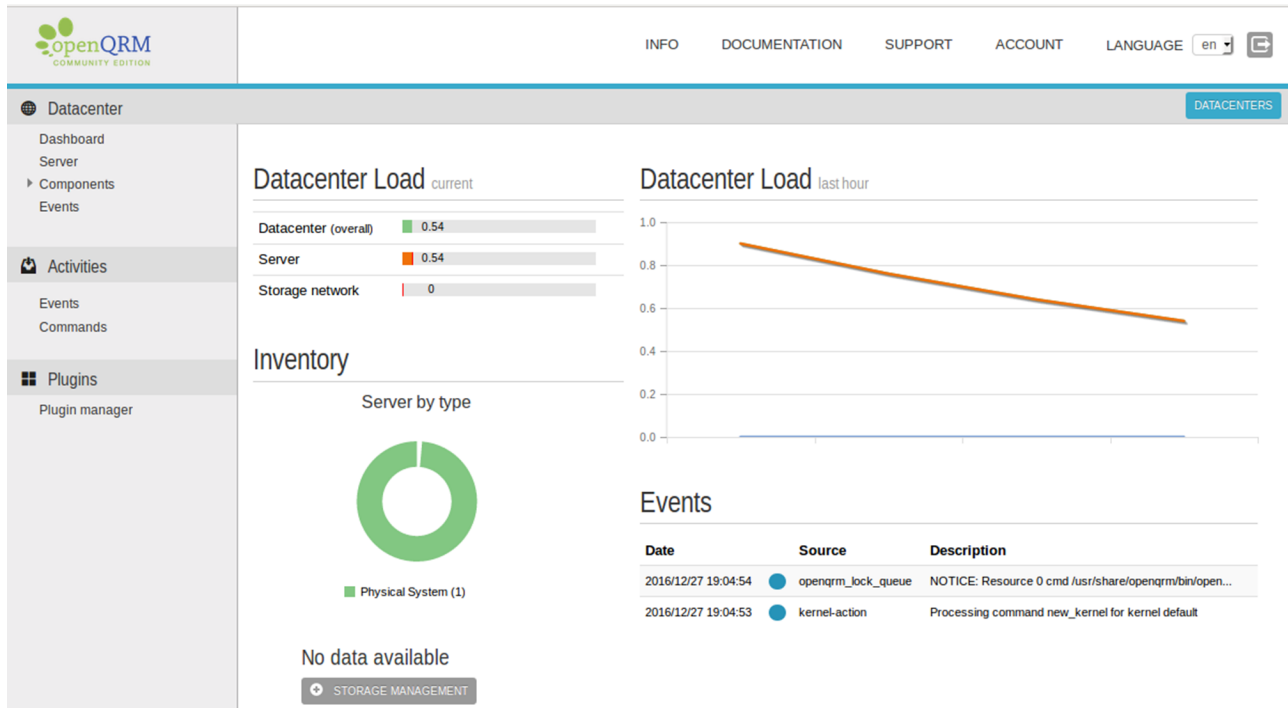 openQRM
COMMUNITY EDITION
INFO DOCUMENTATION SUPPORT ACCOUNT LANGUAGE en
Datacenter
DATACENTERS
Dashboard
Server
Components
Events
Activities
Events
Commands
Plugins
Plugin manager
Datacenter Load current
Datacenter (overall) 0.54
Server 0.54
Storage network 0
Inventory
Server by type
Physical System (1)
No data available
STORAGE MANAGEMENT
Datacenter Load last hour
1.0
0.8
0.6
0.4
0.2
0.0
Events
Date Source Description
2016/12/27 19:04:54 openqrm_lock_queue NOTICE: Resource 0 cmd /usr/share/openqrm/bin/open...
2016/12/27 19:04:53 kernel-action Processing command new_kernel for kernel default